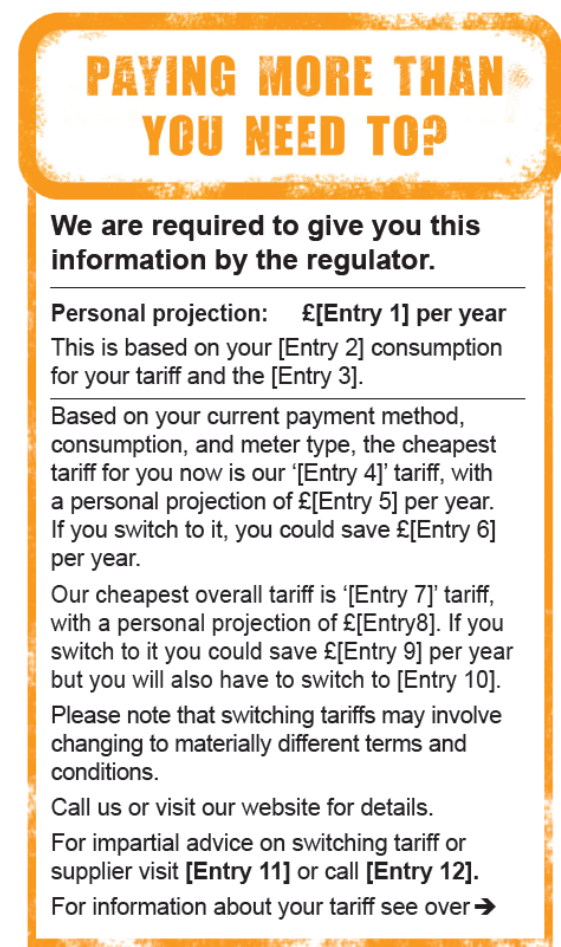 PAYING MORE THAN
YOU NEED TO?
We are required to give you this
information by the regulator.
Personal projection: £[Entry 1] per year
This is based on your [Entry 2] consumption
for your tariff and the [Entry 3].
Based on your current payment method,
consumption, and meter type, the cheapest
tariff for you now is our ‘[Entry 4]’ tariff, with
a personal projection of £[Entry 5] per year.
If you switch to it, you could save £[Entry 6]
per year.
Our cheapest overall tariff is ‘[Entry 7]’ tariff,
with a personal projection of £[Entry8]. If you
switch to it you could save £[Entry 9] per year
but you will also have to switch to [Entry 10].
Please note that switching tariffs may involve
changing to materially different terms and
conditions.
Call us or visit our website for details.
For impartial advice on switching tariff or
supplier visit [Entry 11] or call [Entry 12].
For information about your tariff see over ➔